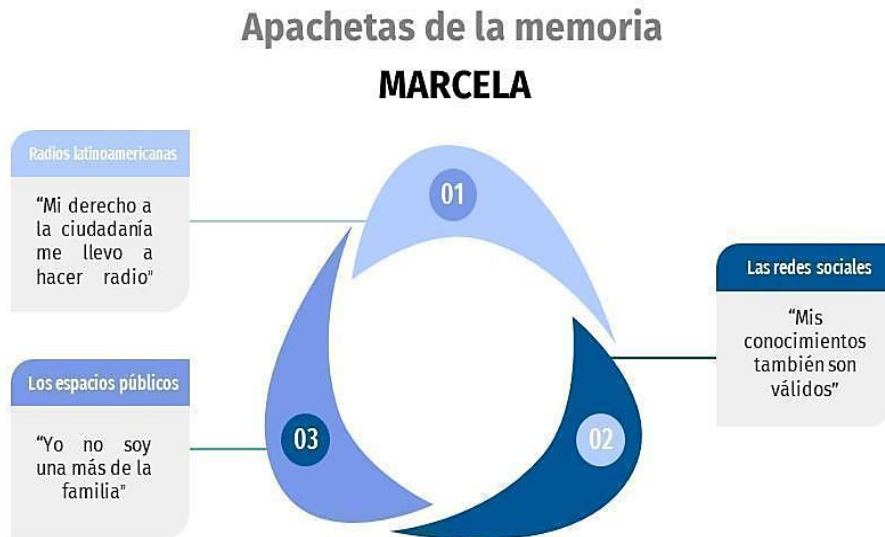 Apachetas de la memoria
MARCELA
Radios latinoamericanas
“Mi derecho a
la ciudadanía
me llevo a
hacer radio”
01
Las redes sociales
“Mis
conocimientos
también son
válidos”
02
Los espacios públicos
“Yo no soy
una más de la
familia”
03